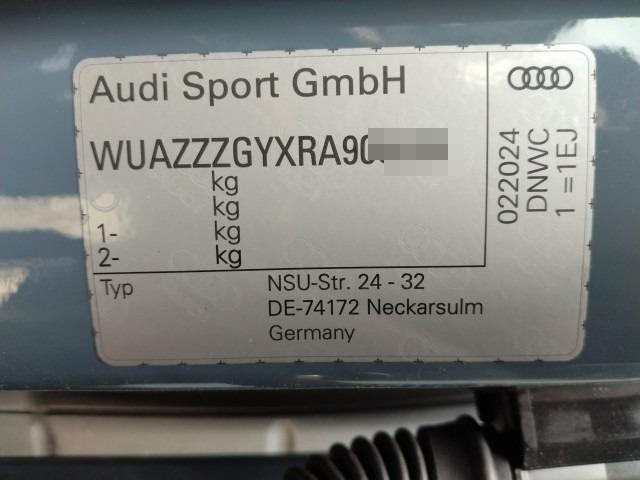 Audi Sport GmbH
WUAZZZGYXRA90
kg
kg
1- kg
2- kg
Typ
NSU-Str. 24 - 32
DE-74172 Neckarsulm
Germany
022024
DNWC
1 =1EJ